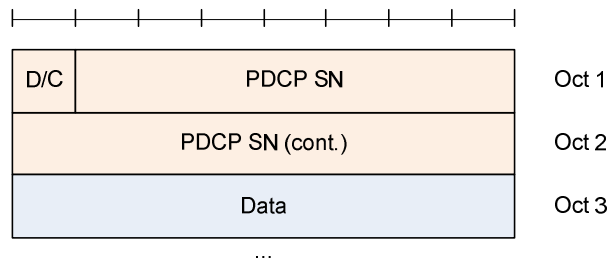 D/C PDCP SN Oct 1
PDCP SN (cont.) Oct 2
Data Oct 3
...